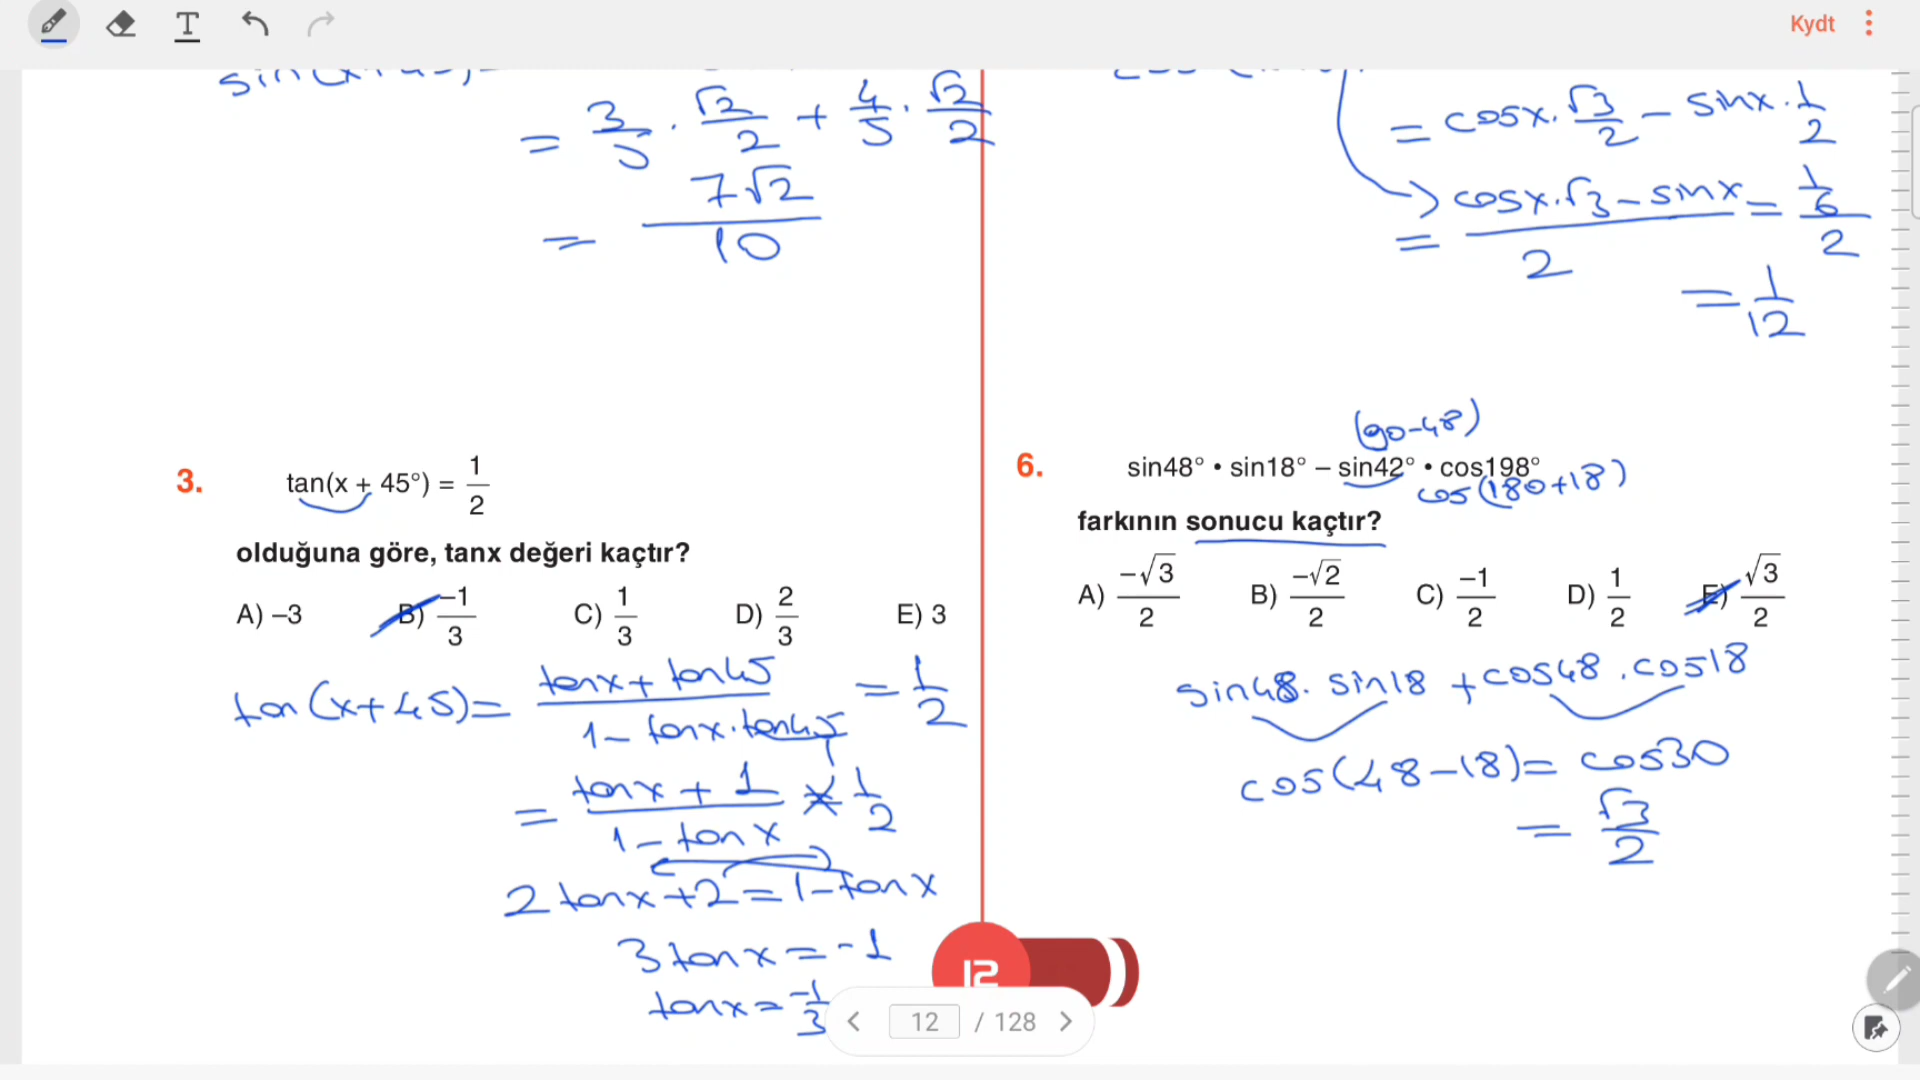 Kydt
= 3/5 . √2/2 + 4/5 . √2/2
= 7√2/10
3. tan(x + 45°) = 1/2
olduğuna göre, tanx değeri kaçtır?
A) –3 B) –1/3 C) 1/3 D) 2/3 E) 3
tan(x+45)= (tanx+tan45)/(1-tanx.tan45) = 1/2
1
= (tanx+1)/(1-tanx) 1/2
2tanx+2=1-tanx
3tanx=-1
tanx=-1/3
= cosx.√3/2 - sinx.1/2
= (cosx.√3-sinx)/2 = (1/6)/2
= 1/12
(90-48)
6. sin48° • sin18° – sin42° • cos198°
cos(180+18)
farkının sonucu kaçtır?
A) –√3/2 B) –√2/2 C) –1/2 D) 1/2 E) √3/2
sin48.sin18+cos48.cos18
cos(48-18)=cos30
= √3/2
12
12 / 128